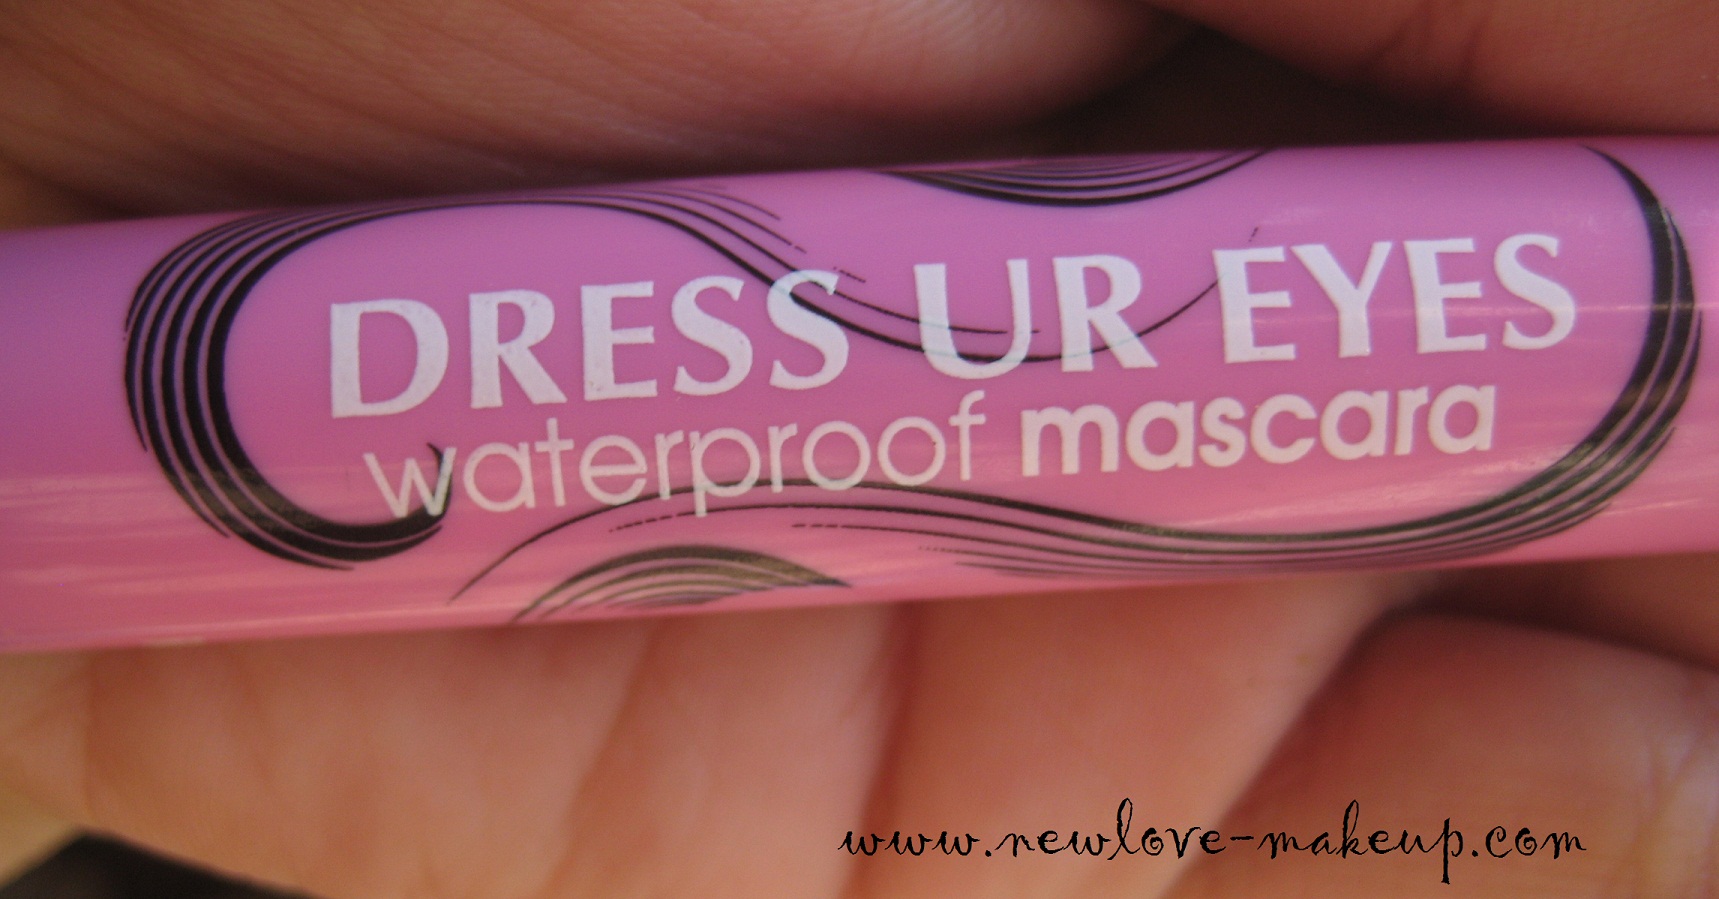 DRESS UR EYES
waterproof mascara
www.newlove-makeup.com